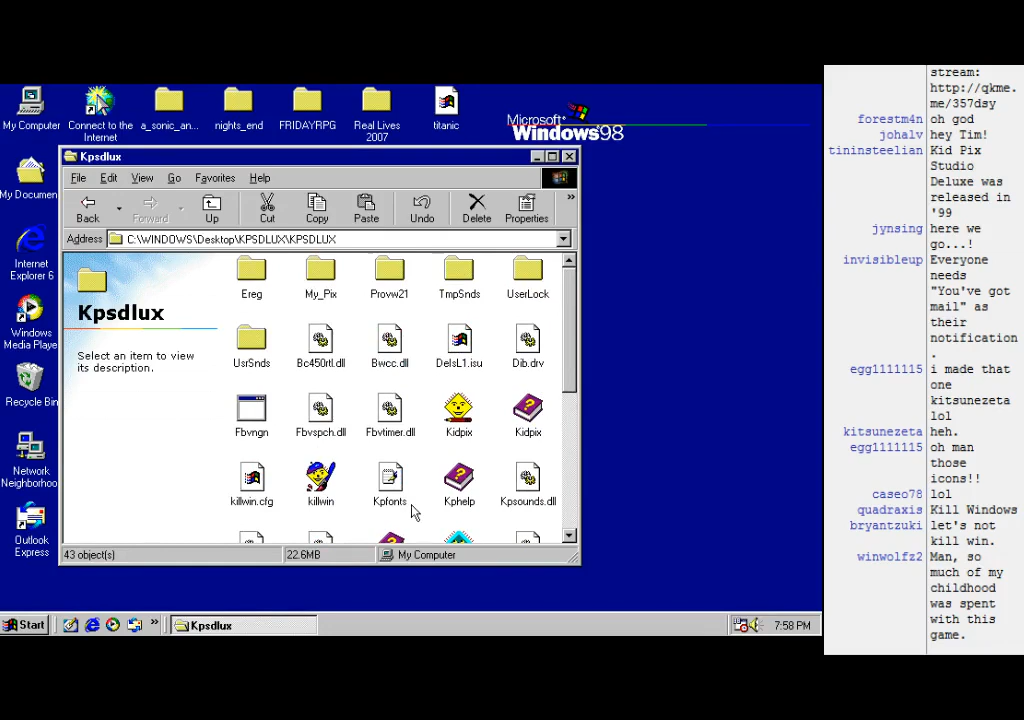 My Computer
Connect to the
Internet
a_sonic_an...
nights_end
FRIDAYRPG
Real Lives
2007
titanic
Microsoft
Windows 98
My Documen
Internet
Explorer 6
Windows
Media Playe
Recycle Bin
Network
Neighborhoo
Outlook
Express
Kpsdlux
File Edit View Go Favorites Help
Back Forward Up Cut Copy Paste Undo Delete Properties »
Address C:\WINDOWS\Desktop\KPSDLUX\KPSDLUX
Kpsdlux
Select an item to view
its description.
Ereg My_Pix Provw21 TmpSnds UserLock
UsrSnds Bc450rtl.dll Bwcc.dll DelsL1.isu Dib.drv
Fbvngn Fbvspch.dll Fbvtimer.dll Kidpix Kidpix
killwin.cfg killwin Kpfonts Kphelp Kpsounds.dll
43 object(s) 22.6MB My Computer
Start » Kpsdlux 7:58 PM
stream:
http://qkme.
me/357dsy
forestm4n oh god
johalv hey Tim!
tininsteelian Kid Pix
Studio
Deluxe was
released in
'99
jynsing here we
go...!
invisibleup Everyone
needs
"You've got
mail" as
their
notification
.
egg1111115 i made that
one
kitsunezeta
lol
kitsunezeta heh.
egg1111115 oh man
those
icons!!
caseo78 lol
quadraxis Kill Windows
bryantzuki let's not
kill win.
winwolfz2 Man, so
much of my
childhood
was spent
with this
game.